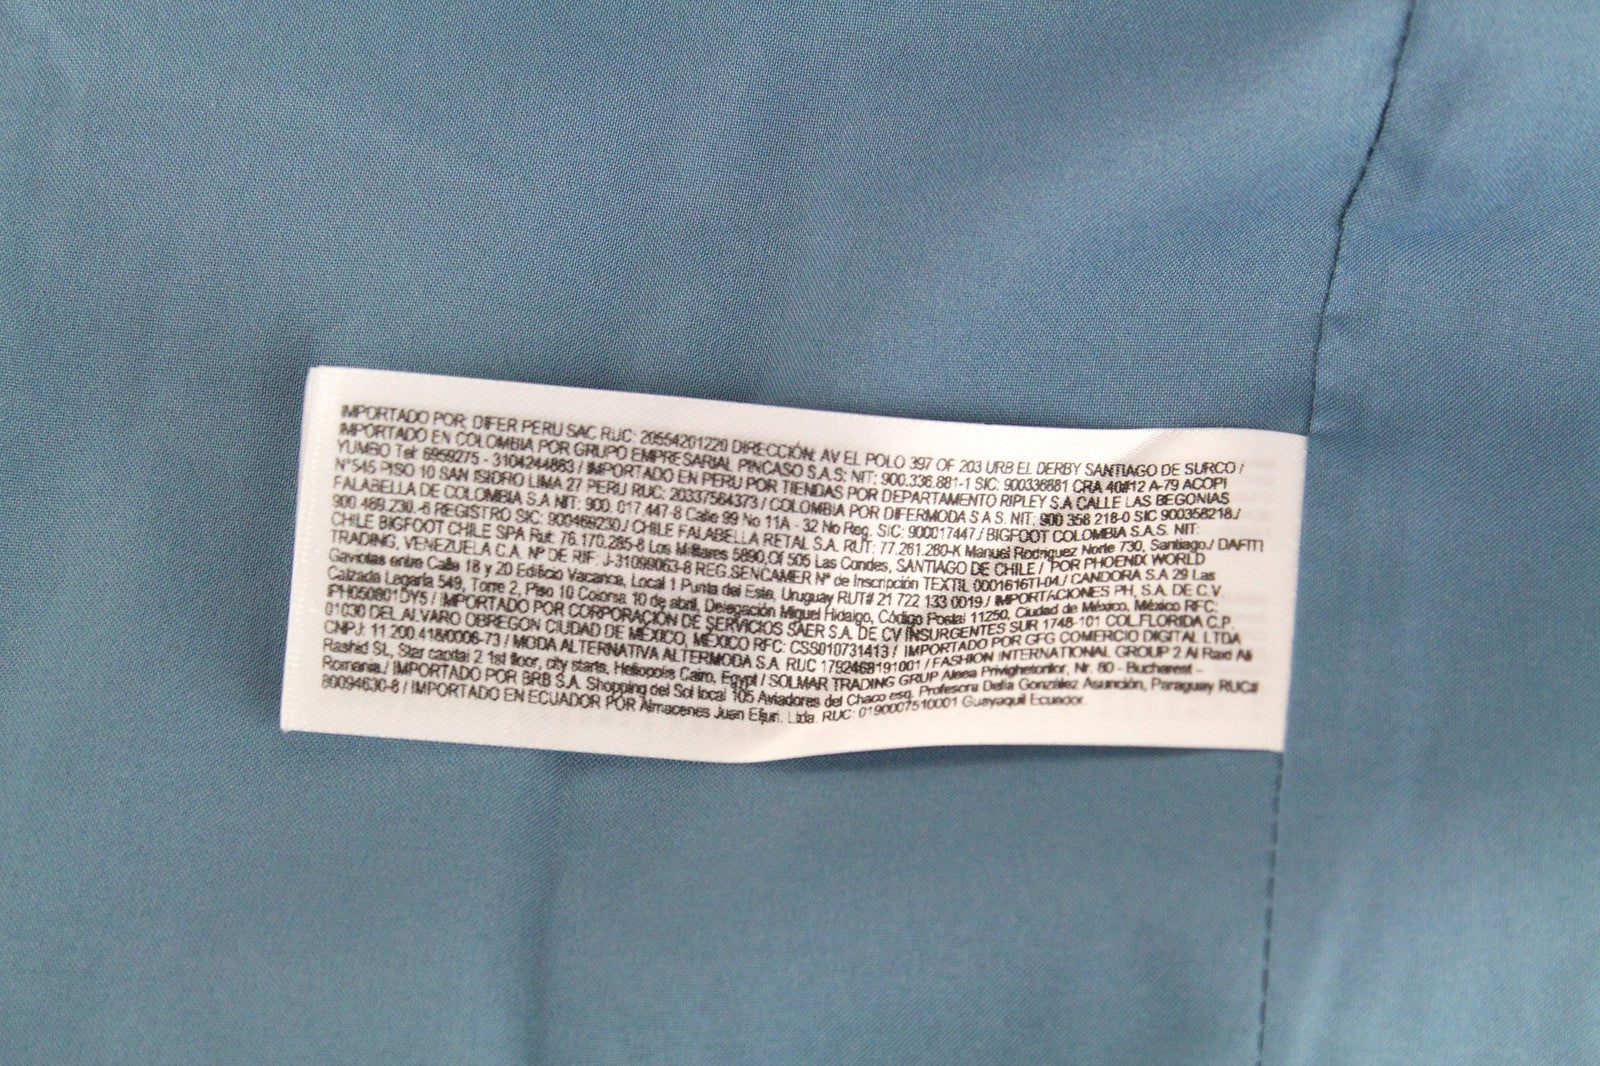 IMPORTADO POR: DIFER PERU SAC RUC: 20554201220 DIRECCIÓN: AV EL POLO 397 OF 203 URB EL DERBY SANTIAGO DE SURCO /
IMPORTADO EN COLOMBIA POR GRUPO EMPRESARIAL PINCASO S.A.S: NIT: 900.336.881-1 SIC: 900336881 CRA 40#12 A-79 ACOPI
YUMBO Tel: 6959275 - 3104244863 / IMPORTADO EN PERU POR TIENDAS POR DEPARTAMENTO RIPLEY S.A CALLE LAS BEGONIAS
N°545 PISO 10 SAN ISIDRO LIMA 27 PERU RUC: 20337564373 / COLOMBIA POR DIFERMODA S A S. NIT: 900 358 218-0 SIC 900358218./
FALABELLA DE COLOMBIA S.A NIT: 900. 017 447-8 Calle 99 No 11A - 32 No Reg. SIC: 900017447./ BIGFOOT COLOMBIA S.A.S. NIT:
900.469.230.-6 REGISTRO SIC: 900469230./ CHILE FALABELLA RETAL S.A. RUT: 77.261.280-K Manuel Rodriguez Norte 730, Santiago./ DAFITI
CHILE BIGFOOT CHILE SPA Rut: 76.170.285-8 Los Militares 5890,Of 505 Las Condes, SANTIAGO DE CHILE / POR PHOENIX WORLD
TRADING, VENEZUELA C.A. Nº DE RIF: J-31099063-8 REG.SENCAMER Nº de Inscripción TEXTIL 0001616TI-04./ CANDORA S.A 29 Las
Gaviotas entre Calle 18 y 20 Edificio Vacanca, Local 1 Punta del Este, Uruguay RUT# 21 722 133 0019 / IMPORTACIONES PH, S.A. DE C.V
Calzada Legaria 549, Torre 2, Piso 10 Colonia 10 de abril, Delegación Miguel Hidalgo, Código Postal 11250, Ciudad de México, México RFC:
IPH050801DY5 / IMPORTADO POR CORPORACIÓN DE SERVICIOS SAER S.A. DE CV INSURGENTES SUR 1748-101 COL.FLORIDA C.P.
01030 DEL.ALVARO OBREGON CIUDAD DE MÉXICO, MÉXICO RFC: CSS010731413 / IMPORTADO POR GFG COMERCIO DIGITAL LTDA
CNPJ: 11.200.418/0006-73 / MODA ALTERNATIVA ALTERMODA S.A. RUC 1792468191001 / FASHION INTERNATIONAL GROUP 2 Al Raxi Ali
Rashid St., Star capital 2 1st floor, city starts, Heliopolis Cairo, Egypt / SOLMAR TRADING GRUP Aleea Privighetorilor, Nr. 80 - Bucharest -
Romania./ IMPORTADO POR BRB S.A. Shopping del Sol local 105 Aviadores del Chaco esq. Profesora Delia González Asunción, Paraguay RUC#
80094630-8 / IMPORTADO EN ECUADOR POR Almacenes Juan Eljuri. Ltda. RUC: 0190007510001 Guayaquil Ecuador.